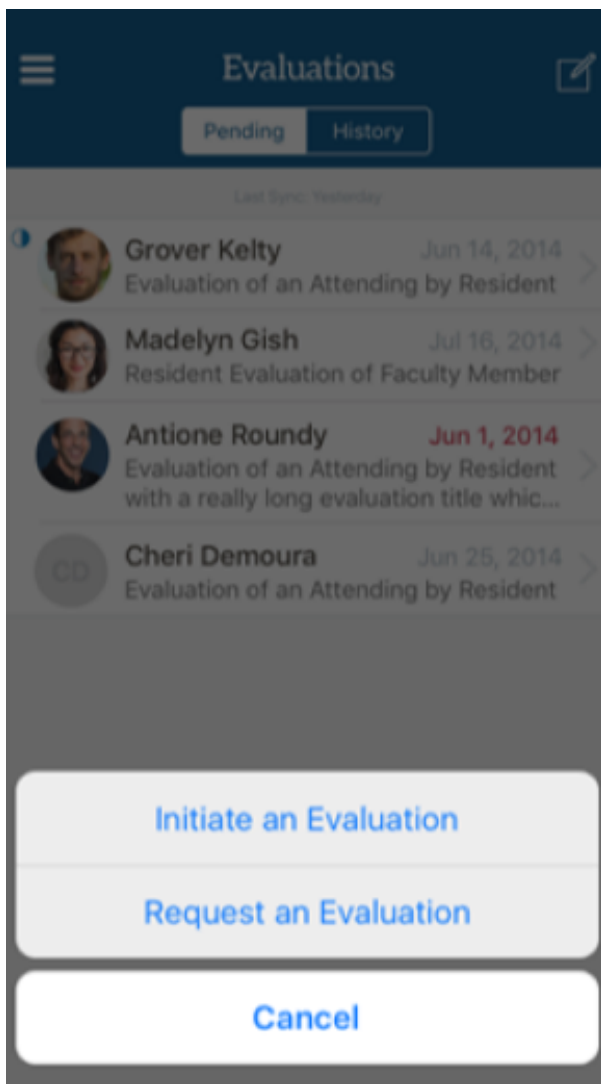 Evaluations
Pending History
Last Sync: Yesterday
Grover Kelty Jun 14, 2014
Evaluation of an Attending by Resident
Madelyn Gish Jul 16, 2014
Resident Evaluation of Faculty Member
Antione Roundy Jun 1, 2014
Evaluation of an Attending by Resident
with a really long evaluation title whic...
CD Cheri Demoura Jun 25, 2014
Evaluation of an Attending by Resident
Initiate an Evaluation
Request an Evaluation
Cancel